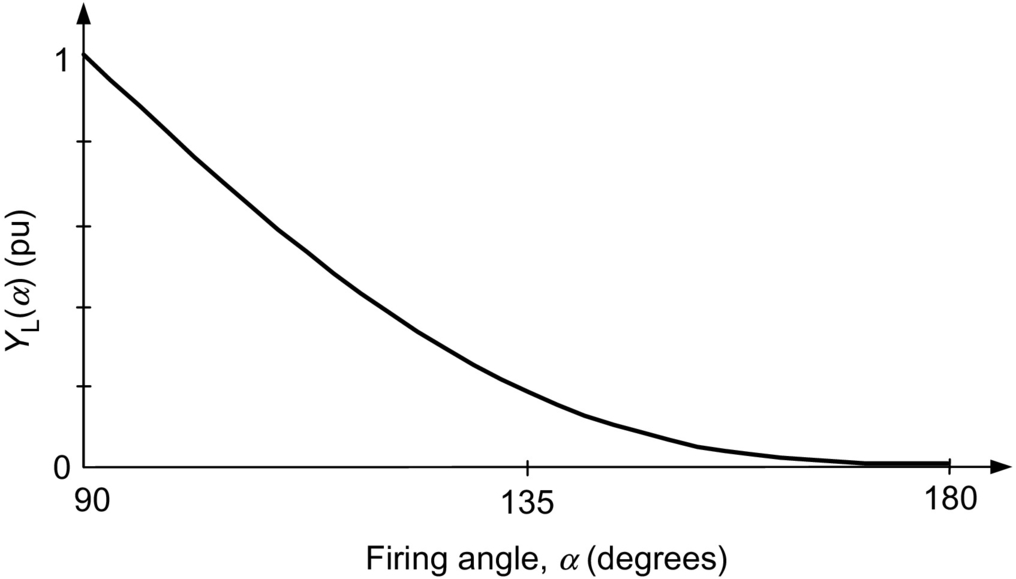 1
Y_L(α) (pu)
0
90
135
180
Firing angle, α (degrees)